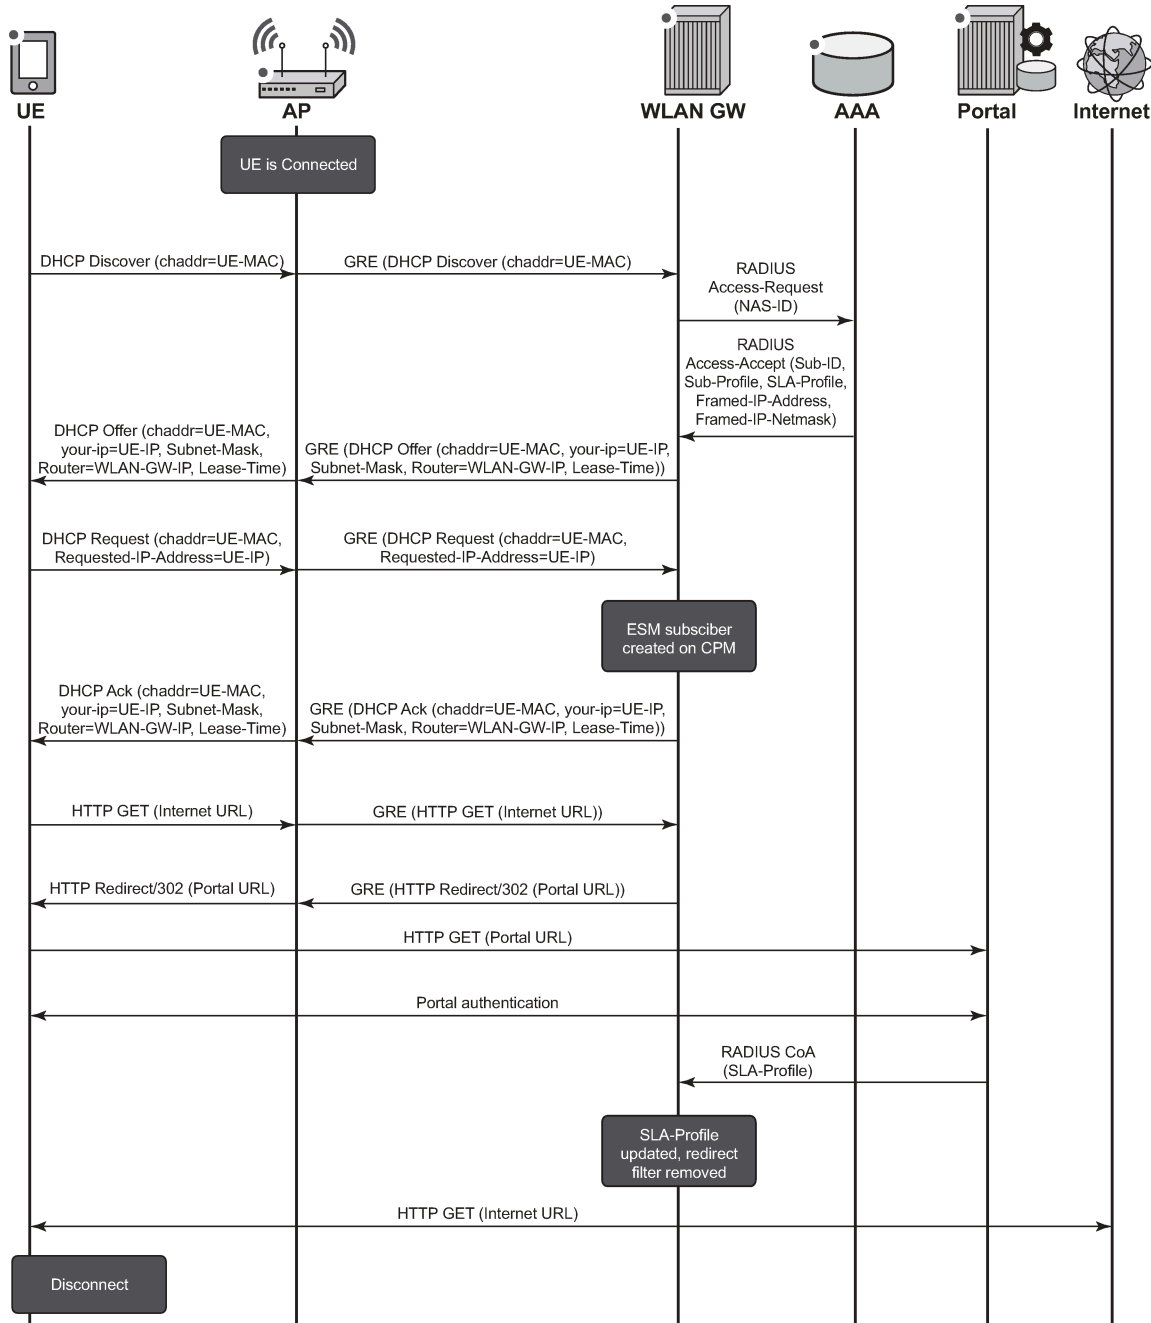 UE
AP
WLAN GW
AAA
Portal
Internet
UE is Connected
DHCP Discover (chaddr=UE-MAC)
GRE (DHCP Discover (chaddr=UE-MAC)
RADIUS
Access-Request
(NAS-ID)
RADIUS
Access-Accept (Sub-ID,
Sub-Profile, SLA-Profile,
Framed-IP-Address,
Framed-IP-Netmask)
DHCP Offer (chaddr=UE-MAC,
your-ip=UE-IP, Subnet-Mask,
Router=WLAN-GW-IP, Lease-Time)
GRE (DHCP Offer (chaddr=UE-MAC, your-ip=UE-IP,
Subnet-Mask, Router=WLAN-GW-IP, Lease-Time))
DHCP Request (chaddr=UE-MAC,
Requested-IP-Address=UE-IP)
GRE (DHCP Request (chaddr=UE-MAC,
Requested-IP-Address=UE-IP)
ESM subsciber
created on CPM
DHCP Ack (chaddr=UE-MAC,
your-ip=UE-IP, Subnet-Mask,
Router=WLAN-GW-IP, Lease-Time)
GRE (DHCP Ack (chaddr=UE-MAC, your-ip=UE-IP,
Subnet-Mask, Router=WLAN-GW-IP, Lease-Time))
HTTP GET (Internet URL)
GRE (HTTP GET (Internet URL))
HTTP Redirect/302 (Portal URL)
GRE (HTTP Redirect/302 (Portal URL))
HTTP GET (Portal URL)
Portal authentication
RADIUS CoA
(SLA-Profile)
SLA-Profile
updated, redirect
filter removed
HTTP GET (Internet URL)
Disconnect